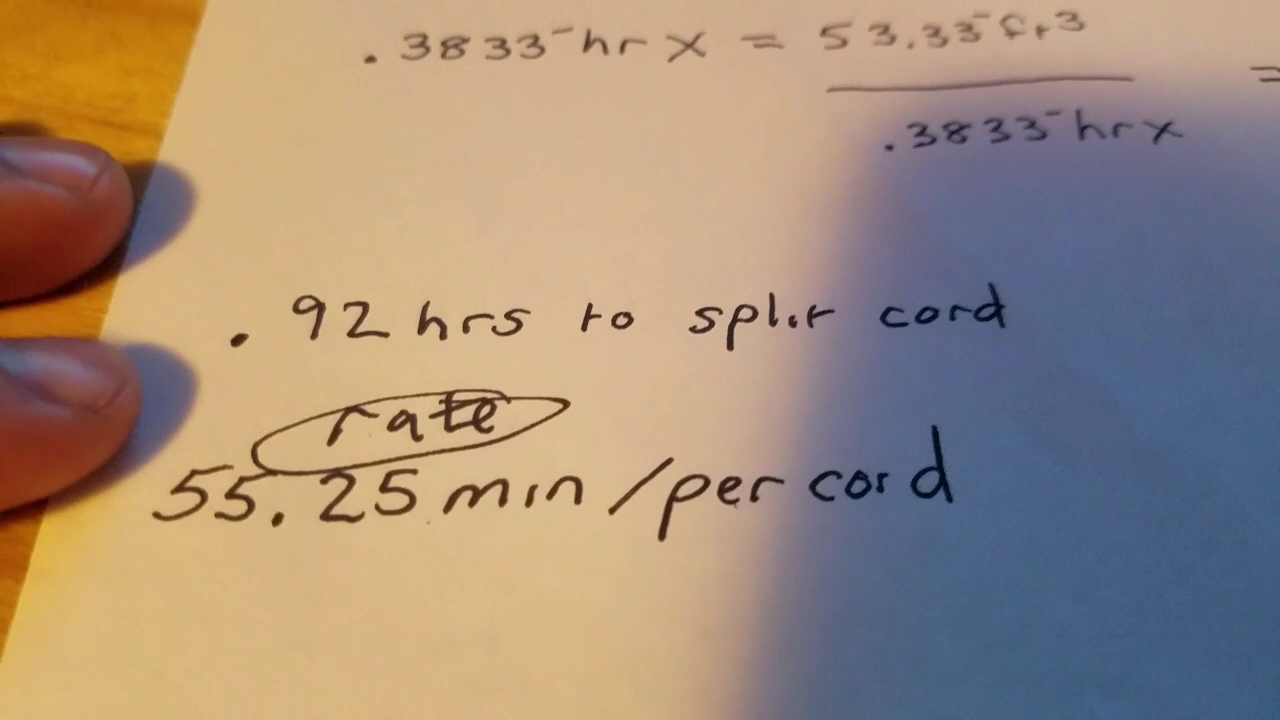 .3833‾ hr x = 53.33‾ ft3 =
.3833‾ hr x
.92 hrs to split cord
rate
55.25 min/per cord